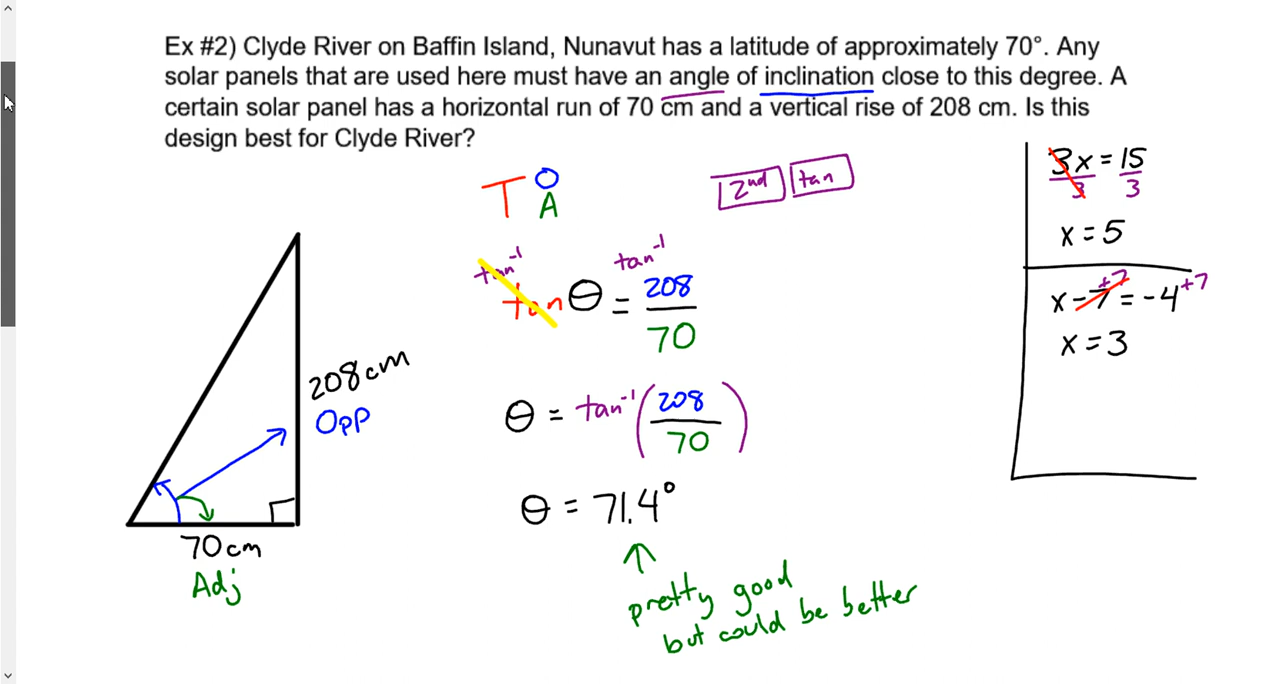 Ex #2) Clyde River on Baffin Island, Nunavut has a latitude of approximately 70°. Any
solar panels that are used here must have an angle of inclination close to this degree. A
certain solar panel has a horizontal run of 70 cm and a vertical rise of 208 cm. Is this
design best for Clyde River?
T O
A
2nd tan
tan⁻¹ tan⁻¹
tan θ = 208
70
θ = tan⁻¹ ( 208
70 )
θ = 71.4°
pretty good
but could be better
208 cm
Opp
70 cm
Adj
3x = 15
3 3
x = 5
+7 +7
x - 7 = -4
x = 3